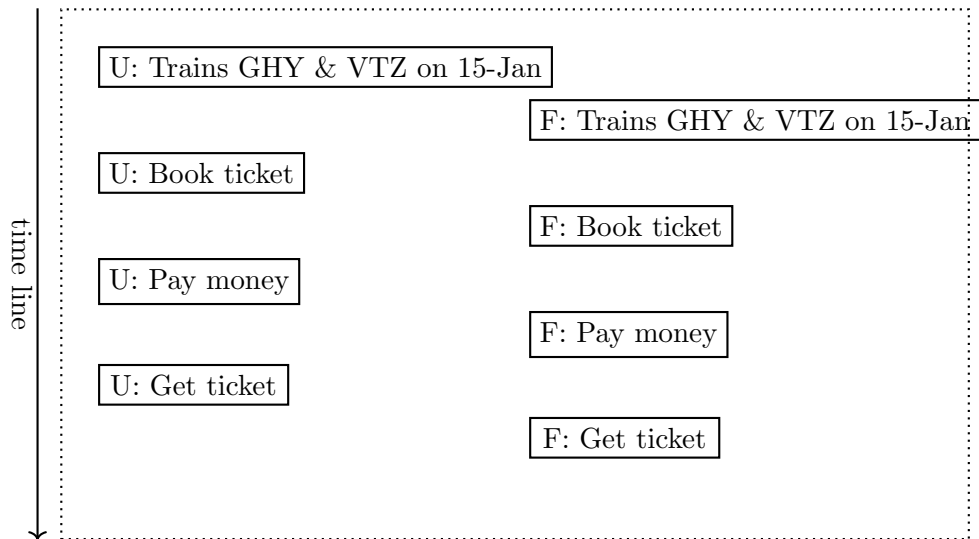 U: Trains GHY & VTZ on 15-Jan
F: Trains GHY & VTZ on 15-Jan
U: Book ticket
F: Book ticket
time line
U: Pay money
F: Pay money
U: Get ticket
F: Get ticket